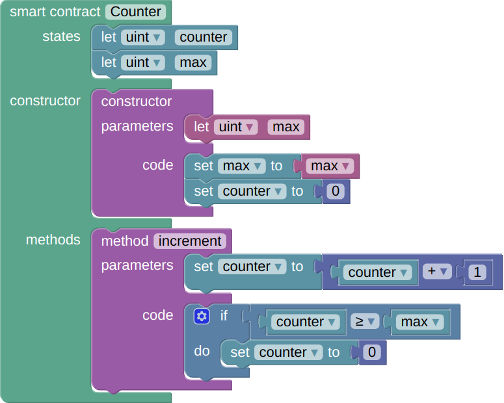 smart contract Counter
states let uint counter
let uint max
constructor constructor
parameters let uint max
code set max to max
set counter to 0
methods method increment
parameters set counter to counter + 1
code if counter ≥ max
do set counter to 0